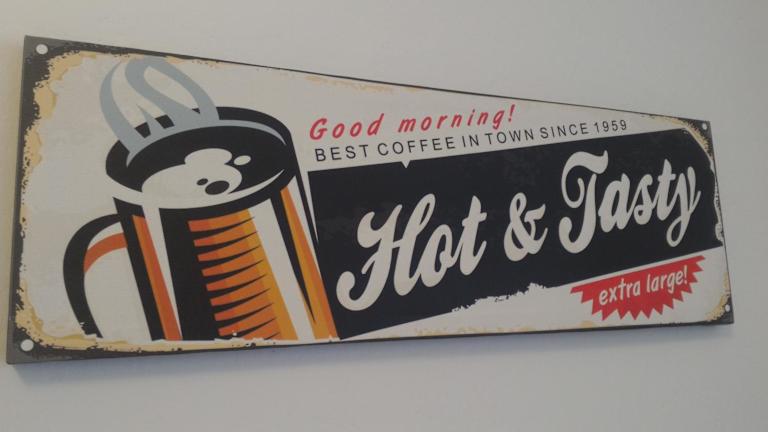 Good morning!
BEST COFFEE IN TOWN SINCE 1959
Hot & Tasty
extra large!